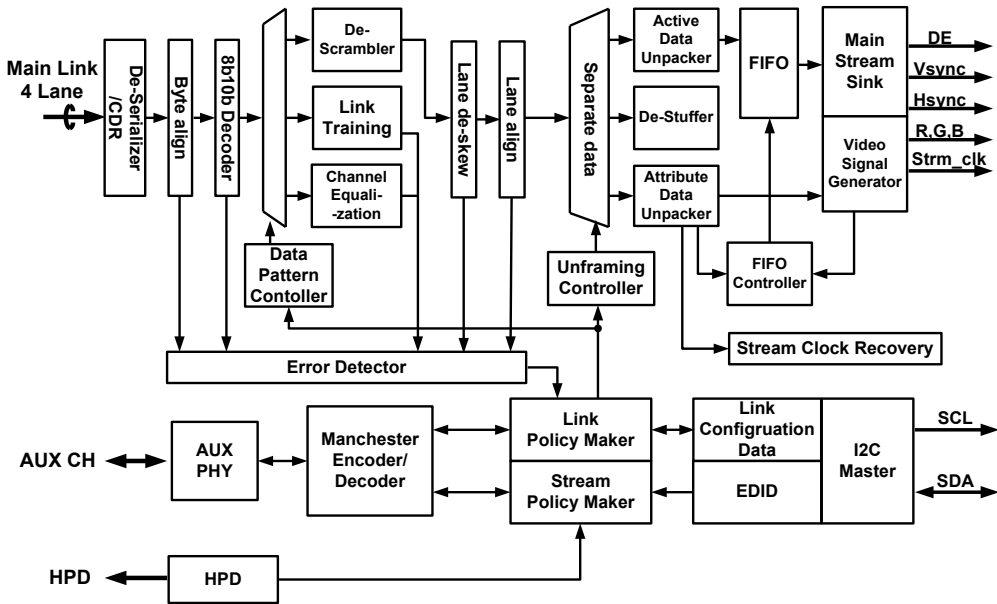 Main Link
4 Lane
De-Serializer
/CDR
Byte align
8b10b Decoder
De-
Scrambler
Link
Training
Channel
Equali-
-zation
Data
Pattern
Contoller
Lane de-skew
Lane align
Separate data
Active
Data
Unpacker
De-Stuffer
Attribute
Data
Unpacker
Unframing
Controller
FIFO
FIFO
Controller
Main
Stream
Sink
Video
Signal
Generator
DE
Vsync
Hsync
R,G,B
Strm_clk
Stream Clock Recovery
Error Detector
AUX CH
AUX
PHY
Manchester
Encoder/
Decoder
Link
Policy Maker
Stream
Policy Maker
Link
Configruation
Data
EDID
I2C
Master
SCL
SDA
HPD
HPD